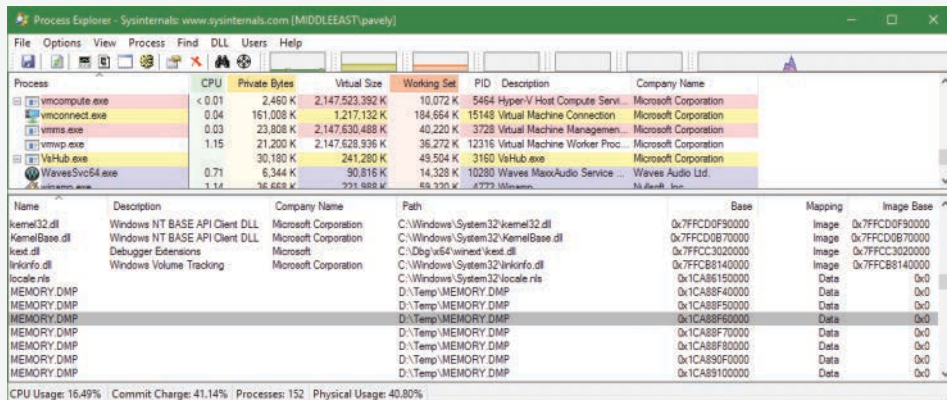 Process Explorer - Sysinternals: www.sysinternals.com [MIDDLEEAST\pavely]
File Options View Process Find DLL Users Help
Process CPU Private Bytes Virtual Size Working Set PID Description Company Name
vmcompute.exe < 0.01 2,460 K 2,147,523,392 K 10,072 K 5464 Hyper-V Host Compute Servi... Microsoft Corporation
vmconnect.exe 0.04 161,008 K 1,217,132 K 184,664 K 15148 Virtual Machine Connection Microsoft Corporation
vmms.exe 0.03 23,808 K 2,147,630,488 K 40,220 K 3728 Virtual Machine Managemen... Microsoft Corporation
vmwp.exe 1.15 21,200 K 2,147,628,936 K 36,272 K 12316 Virtual Machine Worker Proc... Microsoft Corporation
VsHub.exe 30,180 K 241,280 K 49,504 K 3160 VsHub.exe Microsoft Corporation
WavesSvc64.exe 0.71 6,344 K 90,816 K 14,328 K 10280 Waves MaxxAudio Service ... Waves Audio Ltd.
winamp.exe 1.14 36,668 K 221,988 K 59,320 K 4772 Winamp Nullsoft, Inc.
Name Description Company Name Path Base Mapping Image Base
kernel32.dll Windows NT BASE API Client DLL Microsoft Corporation C:\Windows\System32\kernel32.dll 0x7FFCD0F90000 Image 0x7FFCD0F90000
KernelBase.dll Windows NT BASE API Client DLL Microsoft Corporation C:\Windows\System32\KernelBase.dll 0x7FFCD0B70000 Image 0x7FFCD0B70000
kext.dll Debugger Extensions Microsoft C:\Dbg\x64\winext\kext.dll 0x7FFCC3020000 Image 0x7FFCC3020000
linkinfo.dll Windows Volume Tracking Microsoft Corporation C:\Windows\System32\linkinfo.dll 0x7FFCB8140000 Image 0x7FFCB8140000
locale.nls C:\Windows\System32\locale.nls 0x1CA86150000 Data 0x0
MEMORY.DMP D:\Temp\MEMORY.DMP 0x1CA88F40000 Data 0x0
MEMORY.DMP D:\Temp\MEMORY.DMP 0x1CA88F50000 Data 0x0
MEMORY.DMP D:\Temp\MEMORY.DMP 0x1CA88F60000 Data 0x0
MEMORY.DMP D:\Temp\MEMORY.DMP 0x1CA88F70000 Data 0x0
MEMORY.DMP D:\Temp\MEMORY.DMP 0x1CA88F80000 Data 0x0
MEMORY.DMP D:\Temp\MEMORY.DMP 0x1CA890F0000 Data 0x0
MEMORY.DMP D:\Temp\MEMORY.DMP 0x1CA89100000 Data 0x0
CPU Usage: 16.49% Commit Charge: 41.14% Processes: 152 Physical Usage: 40.80%